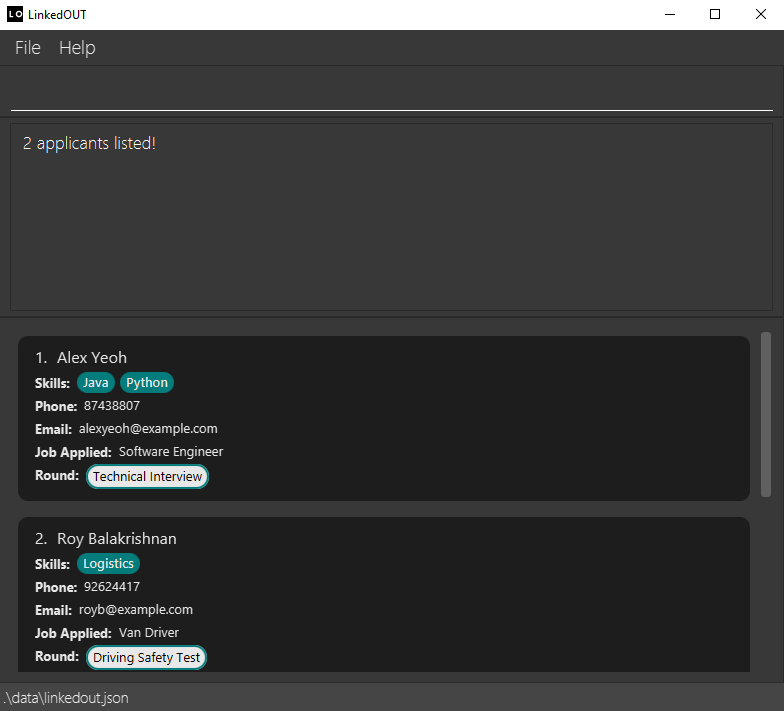 LO LinkedOUT
File Help
2 applicants listed!
1. Alex Yeoh
Skills: Java Python
Phone: 87438807
Email: alexyeoh@example.com
Job Applied: Software Engineer
Round: Technical Interview
2. Roy Balakrishnan
Skills: Logistics
Phone: 92624417
Email: royb@example.com
Job Applied: Van Driver
Round: Driving Safety Test
.\data\linkedout.json